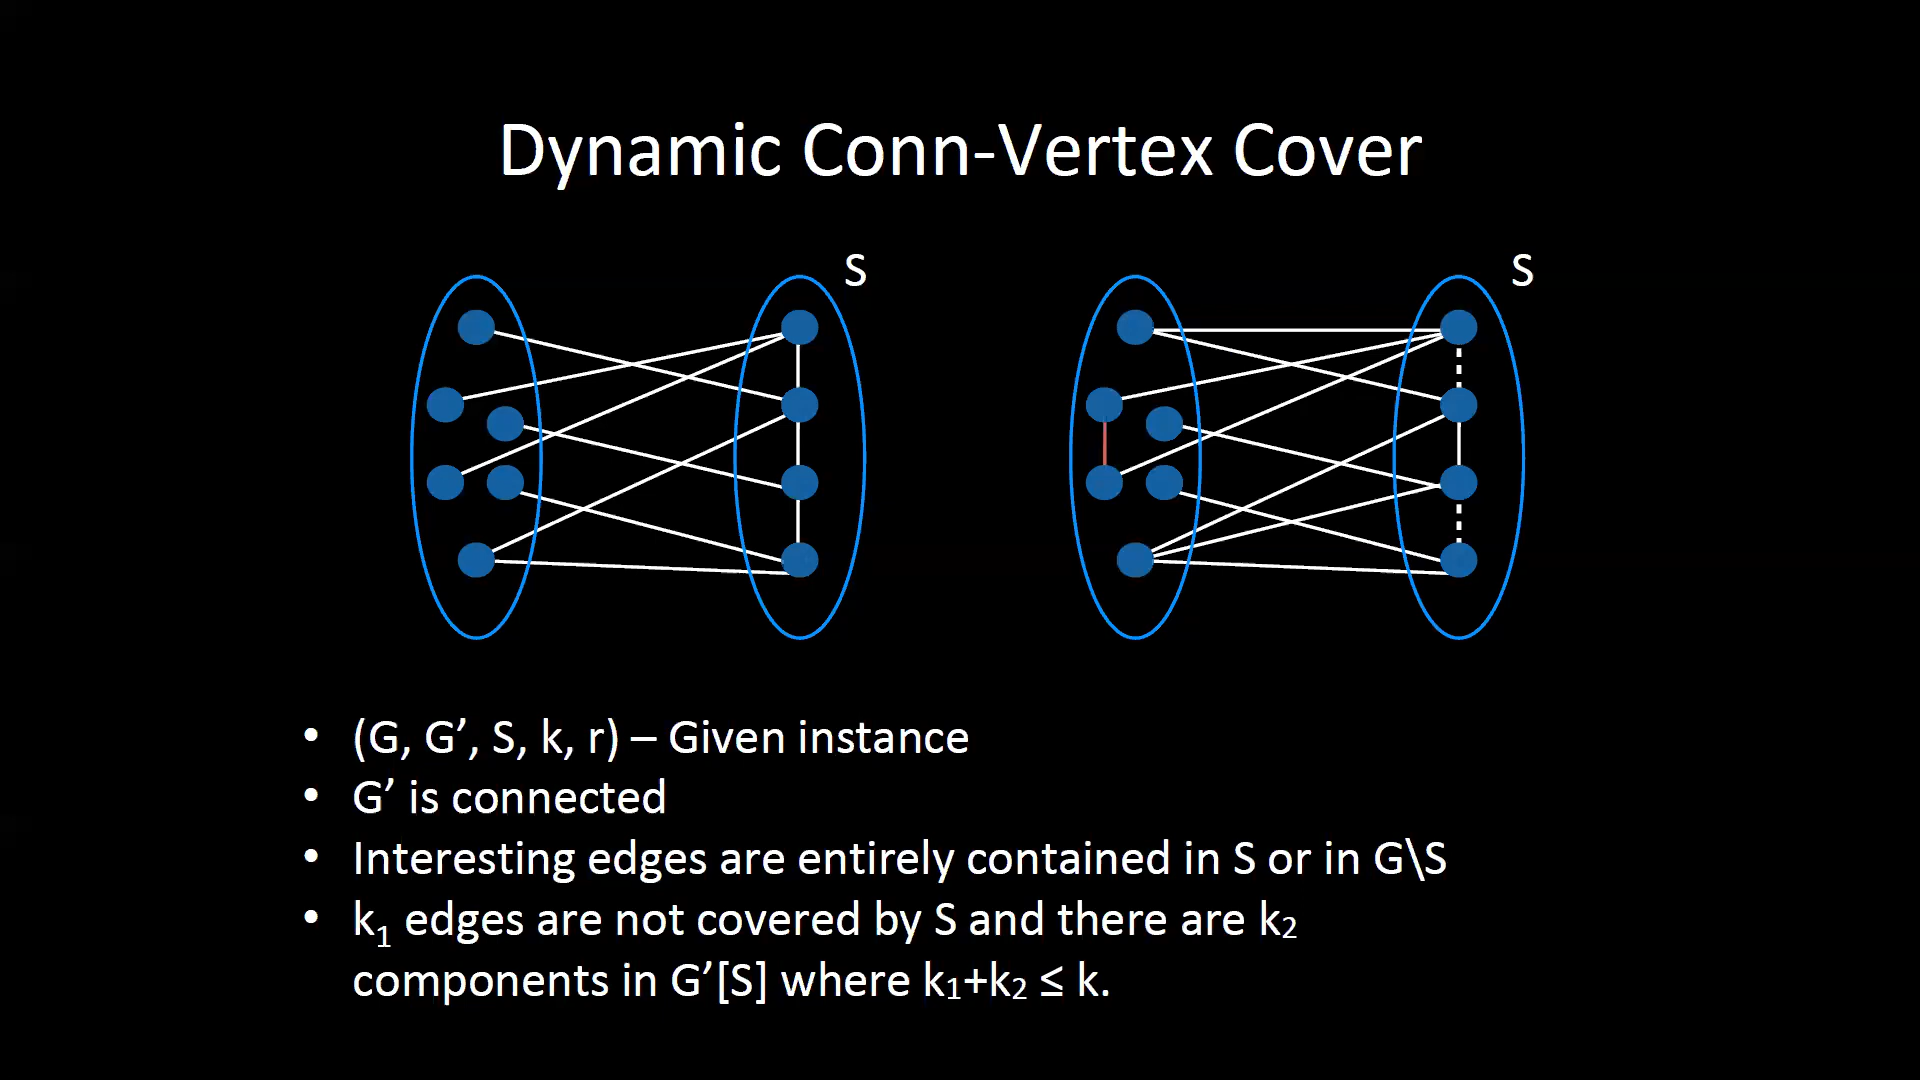 Dynamic Conn-Vertex Cover
S
S
• (G, G’, S, k, r) – Given instance
• G’ is connected
• Interesting edges are entirely contained in S or in G\S
• k₁ edges are not covered by S and there are k₂
components in G’[S] where k₁+k₂ ≤ k.